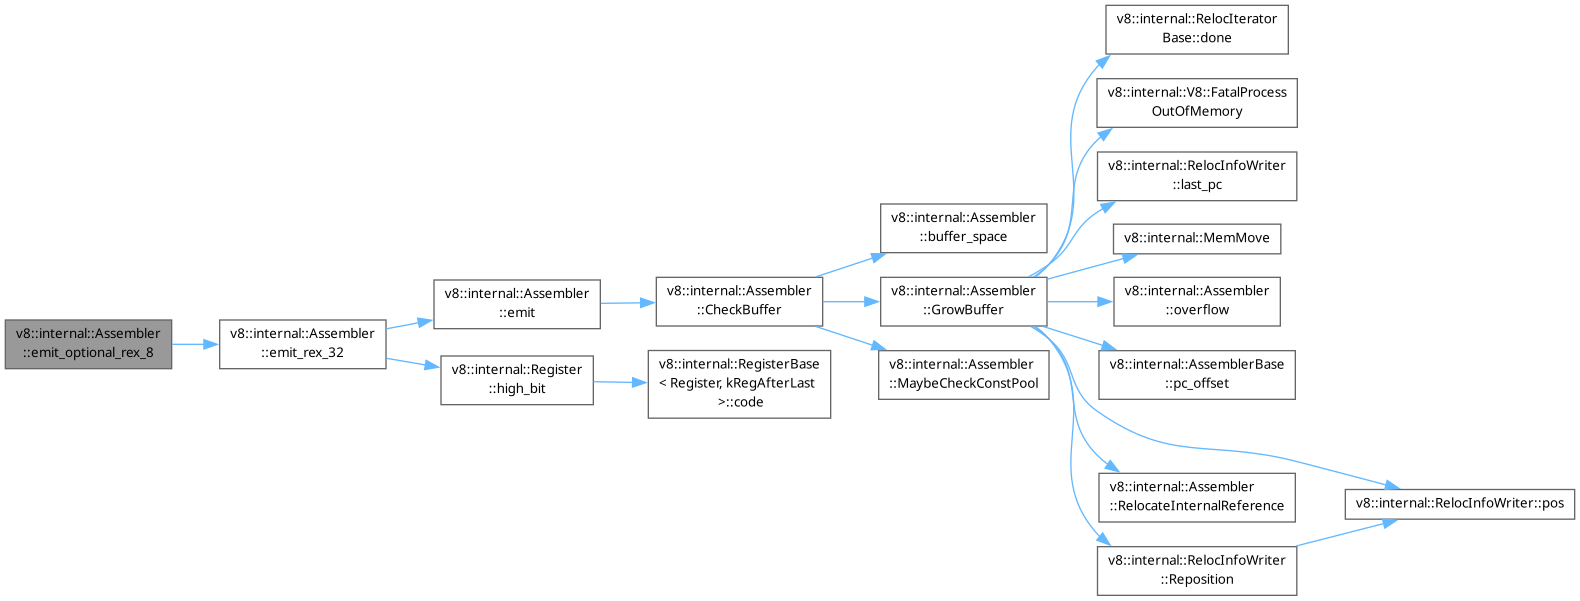 v8::internal::Assembler
::emit_optional_rex_8
v8::internal::Assembler
::emit_rex_32
v8::internal::Assembler
::emit
v8::internal::Register
::high_bit
v8::internal::Assembler
::CheckBuffer
v8::internal::RegisterBase
< Register, kRegAfterLast
>::code
v8::internal::Assembler
::buffer_space
v8::internal::Assembler
::GrowBuffer
v8::internal::Assembler
::MaybeCheckConstPool
v8::internal::RelocIterator
Base::done
v8::internal::V8::FatalProcess
OutOfMemory
v8::internal::RelocInfoWriter
::last_pc
v8::internal::MemMove
v8::internal::Assembler
::overflow
v8::internal::AssemblerBase
::pc_offset
v8::internal::Assembler
::RelocateInternalReference
v8::internal::RelocInfoWriter
::Reposition
v8::internal::RelocInfoWriter::pos